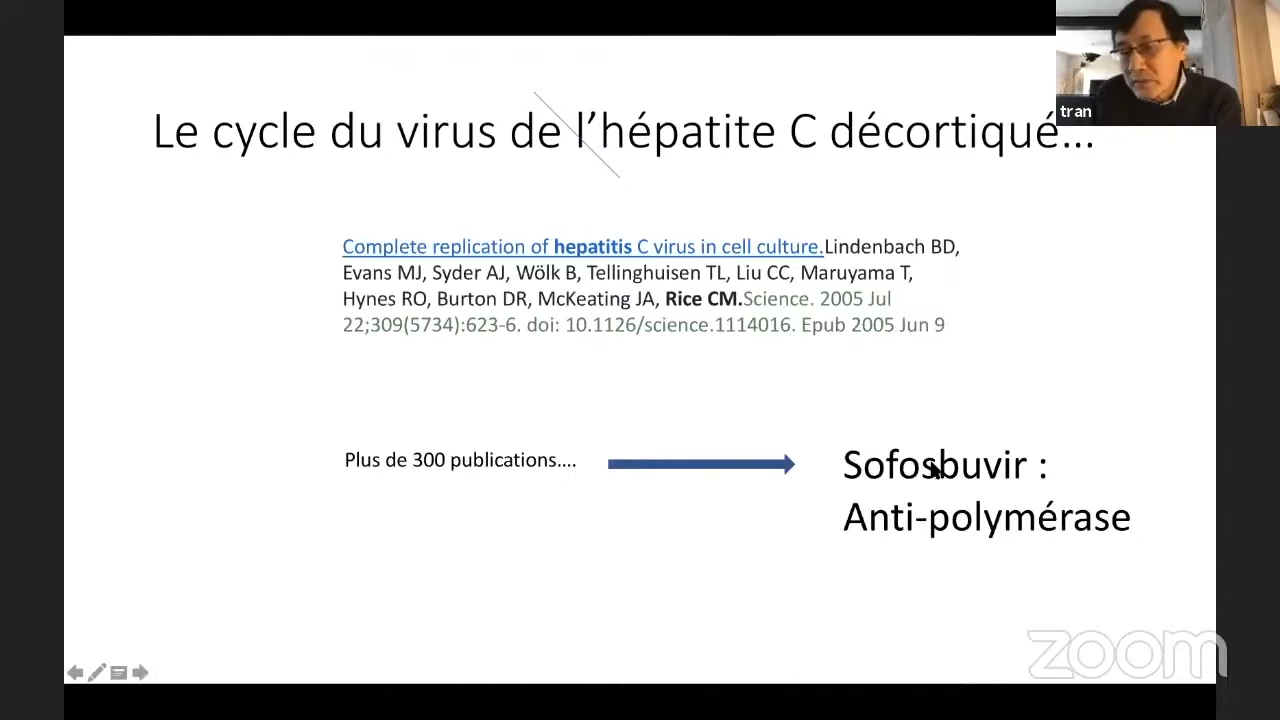 tran
Le cycle du virus de l’hépatite C décortiqué...
Complete replication of hepatitis C virus in cell culture.Lindenbach BD,
Evans MJ, Syder AJ, Wölk B, Tellinghuisen TL, Liu CC, Maruyama T,
Hynes RO, Burton DR, McKeating JA, Rice CM.Science. 2005 Jul
22;309(5734):623-6. doi: 10.1126/science.1114016. Epub 2005 Jun 9
Plus de 300 publications....
Sofosbuvir :
Anti-polymérase
zoom